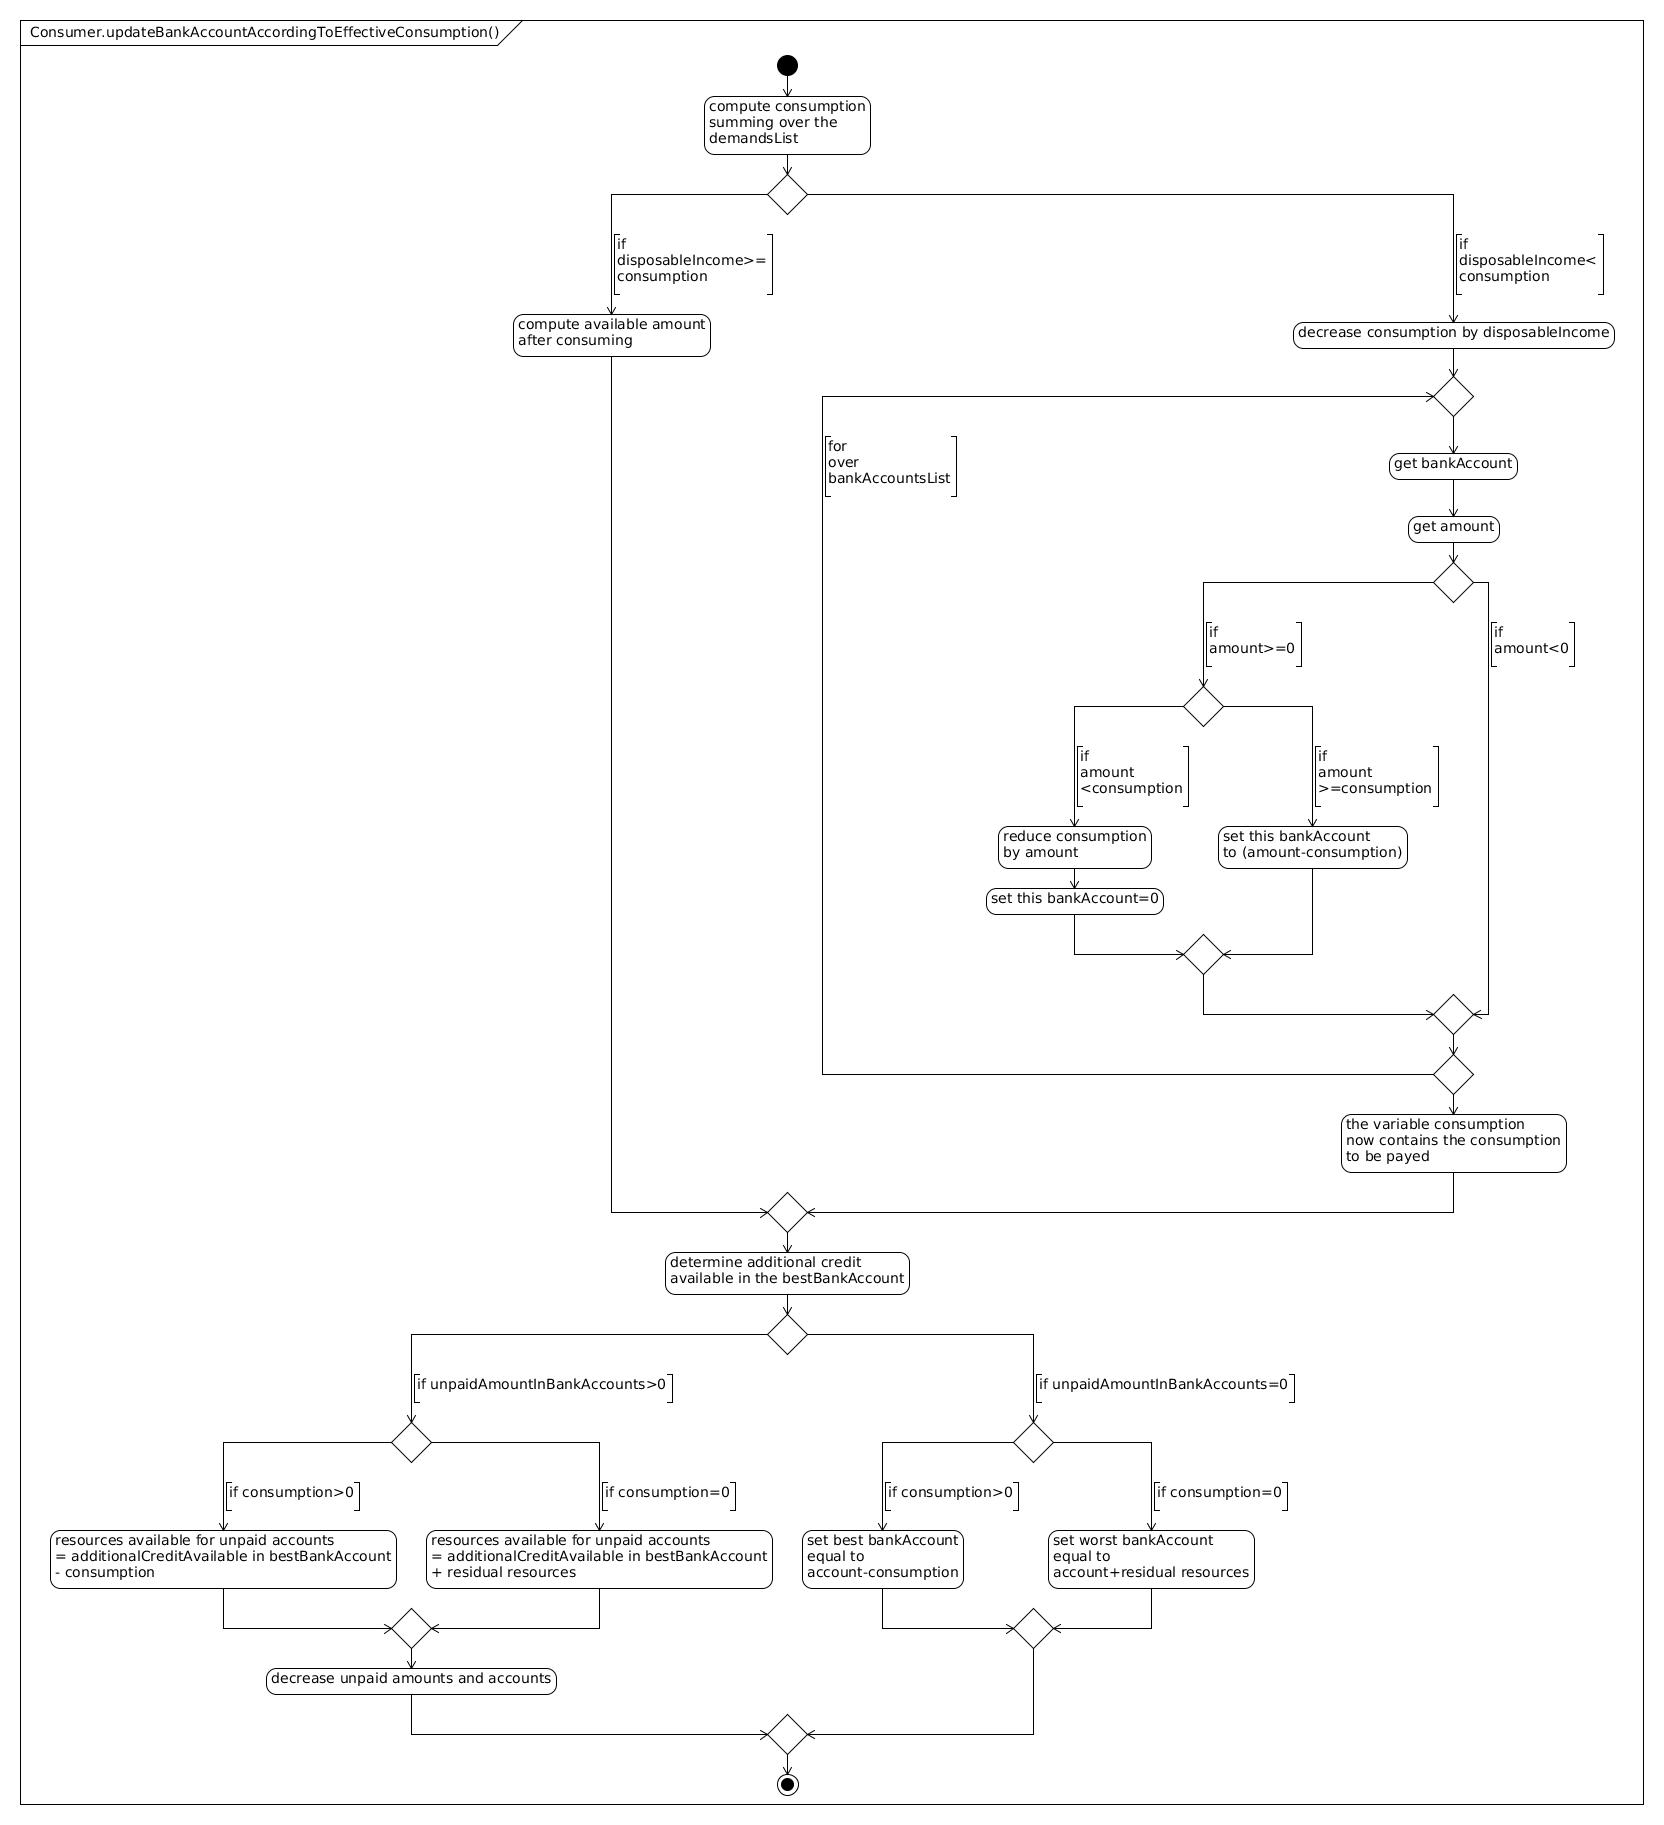 Consumer.updateBankAccountAccordingToEffectiveConsumption()
compute consumption
summing over the
demandsList
if
disposableIncome>=
consumption
if
disposableIncome<
consumption
compute available amount
after consuming
decrease consumption by disposableIncome
for
over
bankAccountsList
get bankAccount
get amount
if
amount>=0
if
amount<0
if
amount
<consumption
if
amount
>=consumption
reduce consumption
by amount
set this bankAccount
to (amount-consumption)
set this bankAccount=0
the variable consumption
now contains the consumption
to be payed
determine additional credit
available in the bestBankAccount
if unpaidAmountInBankAccounts>0
if unpaidAmountInBankAccounts=0
if consumption>0
if consumption=0
if consumption>0
if consumption=0
resources available for unpaid accounts
= additionalCreditAvailable in bestBankAccount
- consumption
resources available for unpaid accounts
= additionalCreditAvailable in bestBankAccount
+ residual resources
set best bankAccount
equal to
account-consumption
set worst bankAccount
equal to
account+residual resources
decrease unpaid amounts and accounts